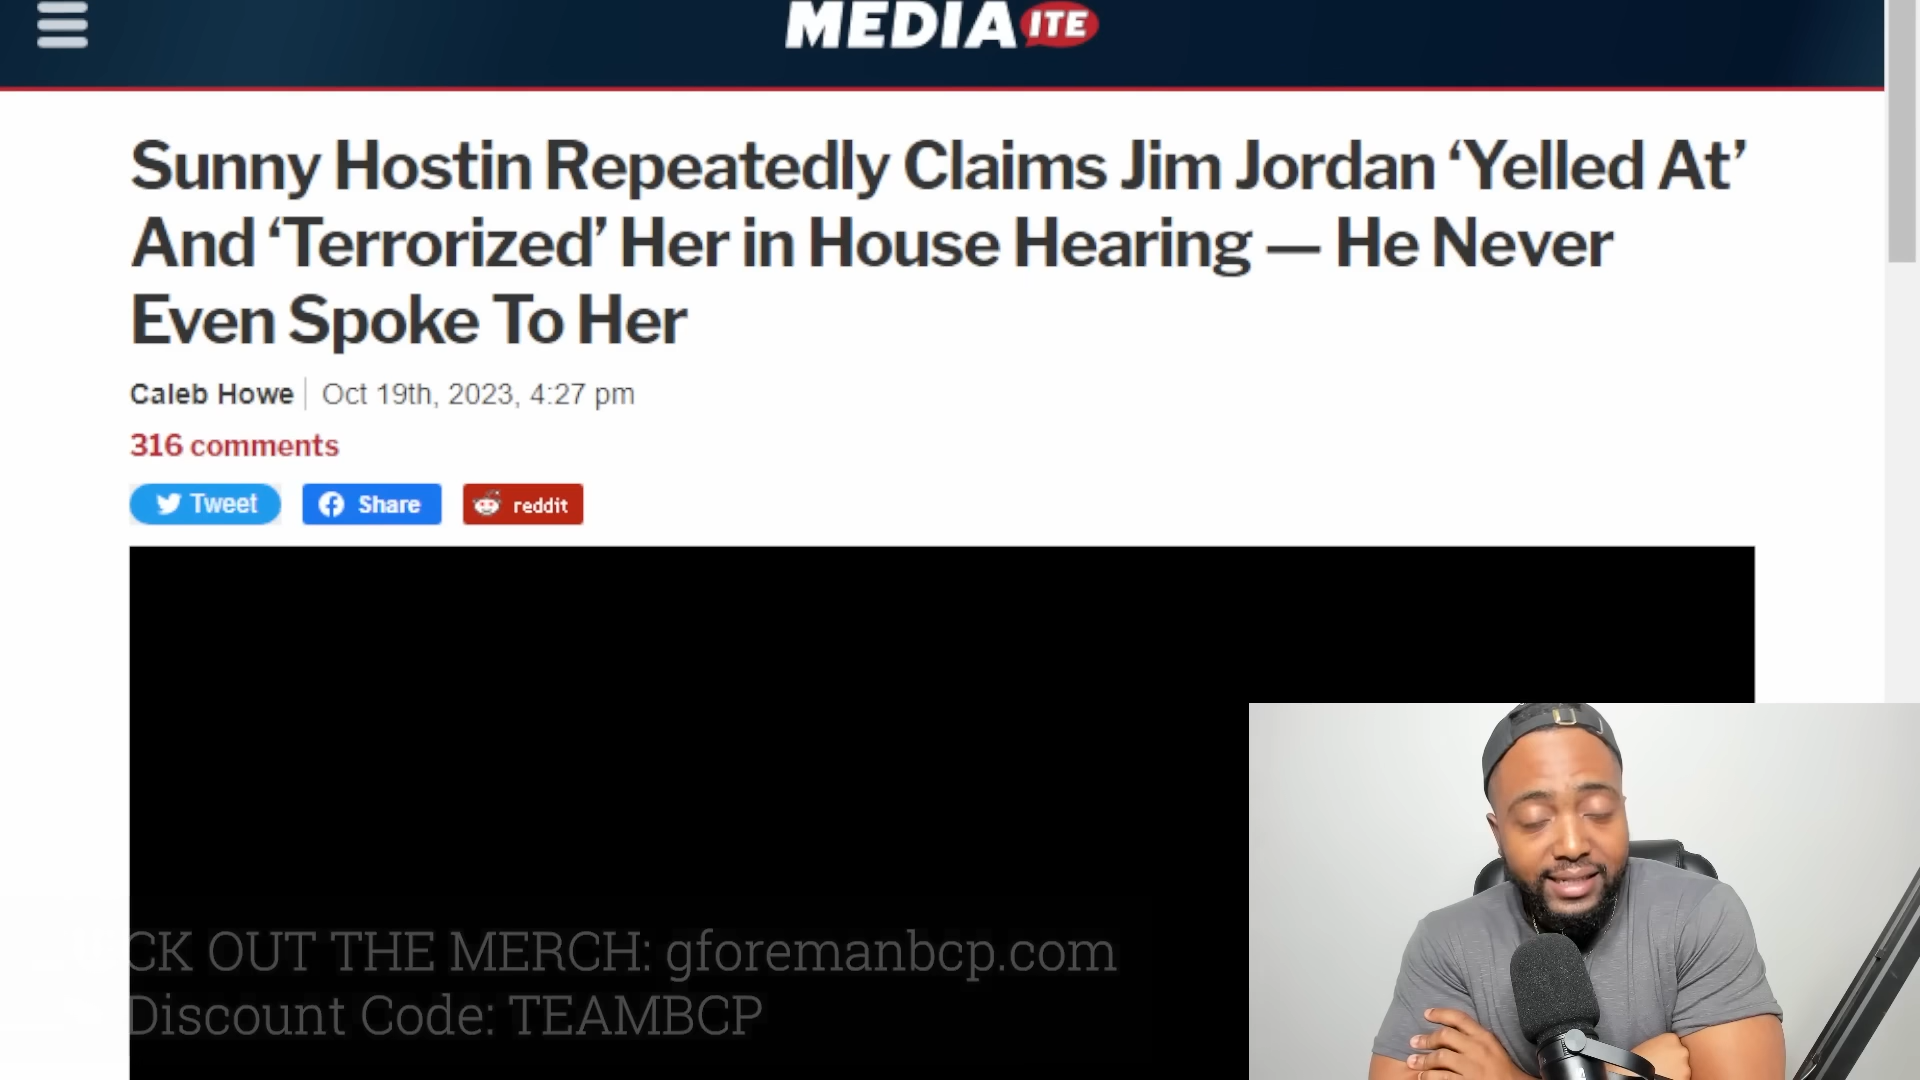 MEDIAITE
Sunny Hostin Repeatedly Claims Jim Jordan ‘Yelled At’
And ‘Terrorized’ Her in House Hearing — He Never
Even Spoke To Her
Caleb Howe | Oct 19th, 2023, 4:27 pm
316 comments
Tweet Share reddit
CK OUT THE MERCH: gforemanbcp.com
Discount Code: TEAMBCP